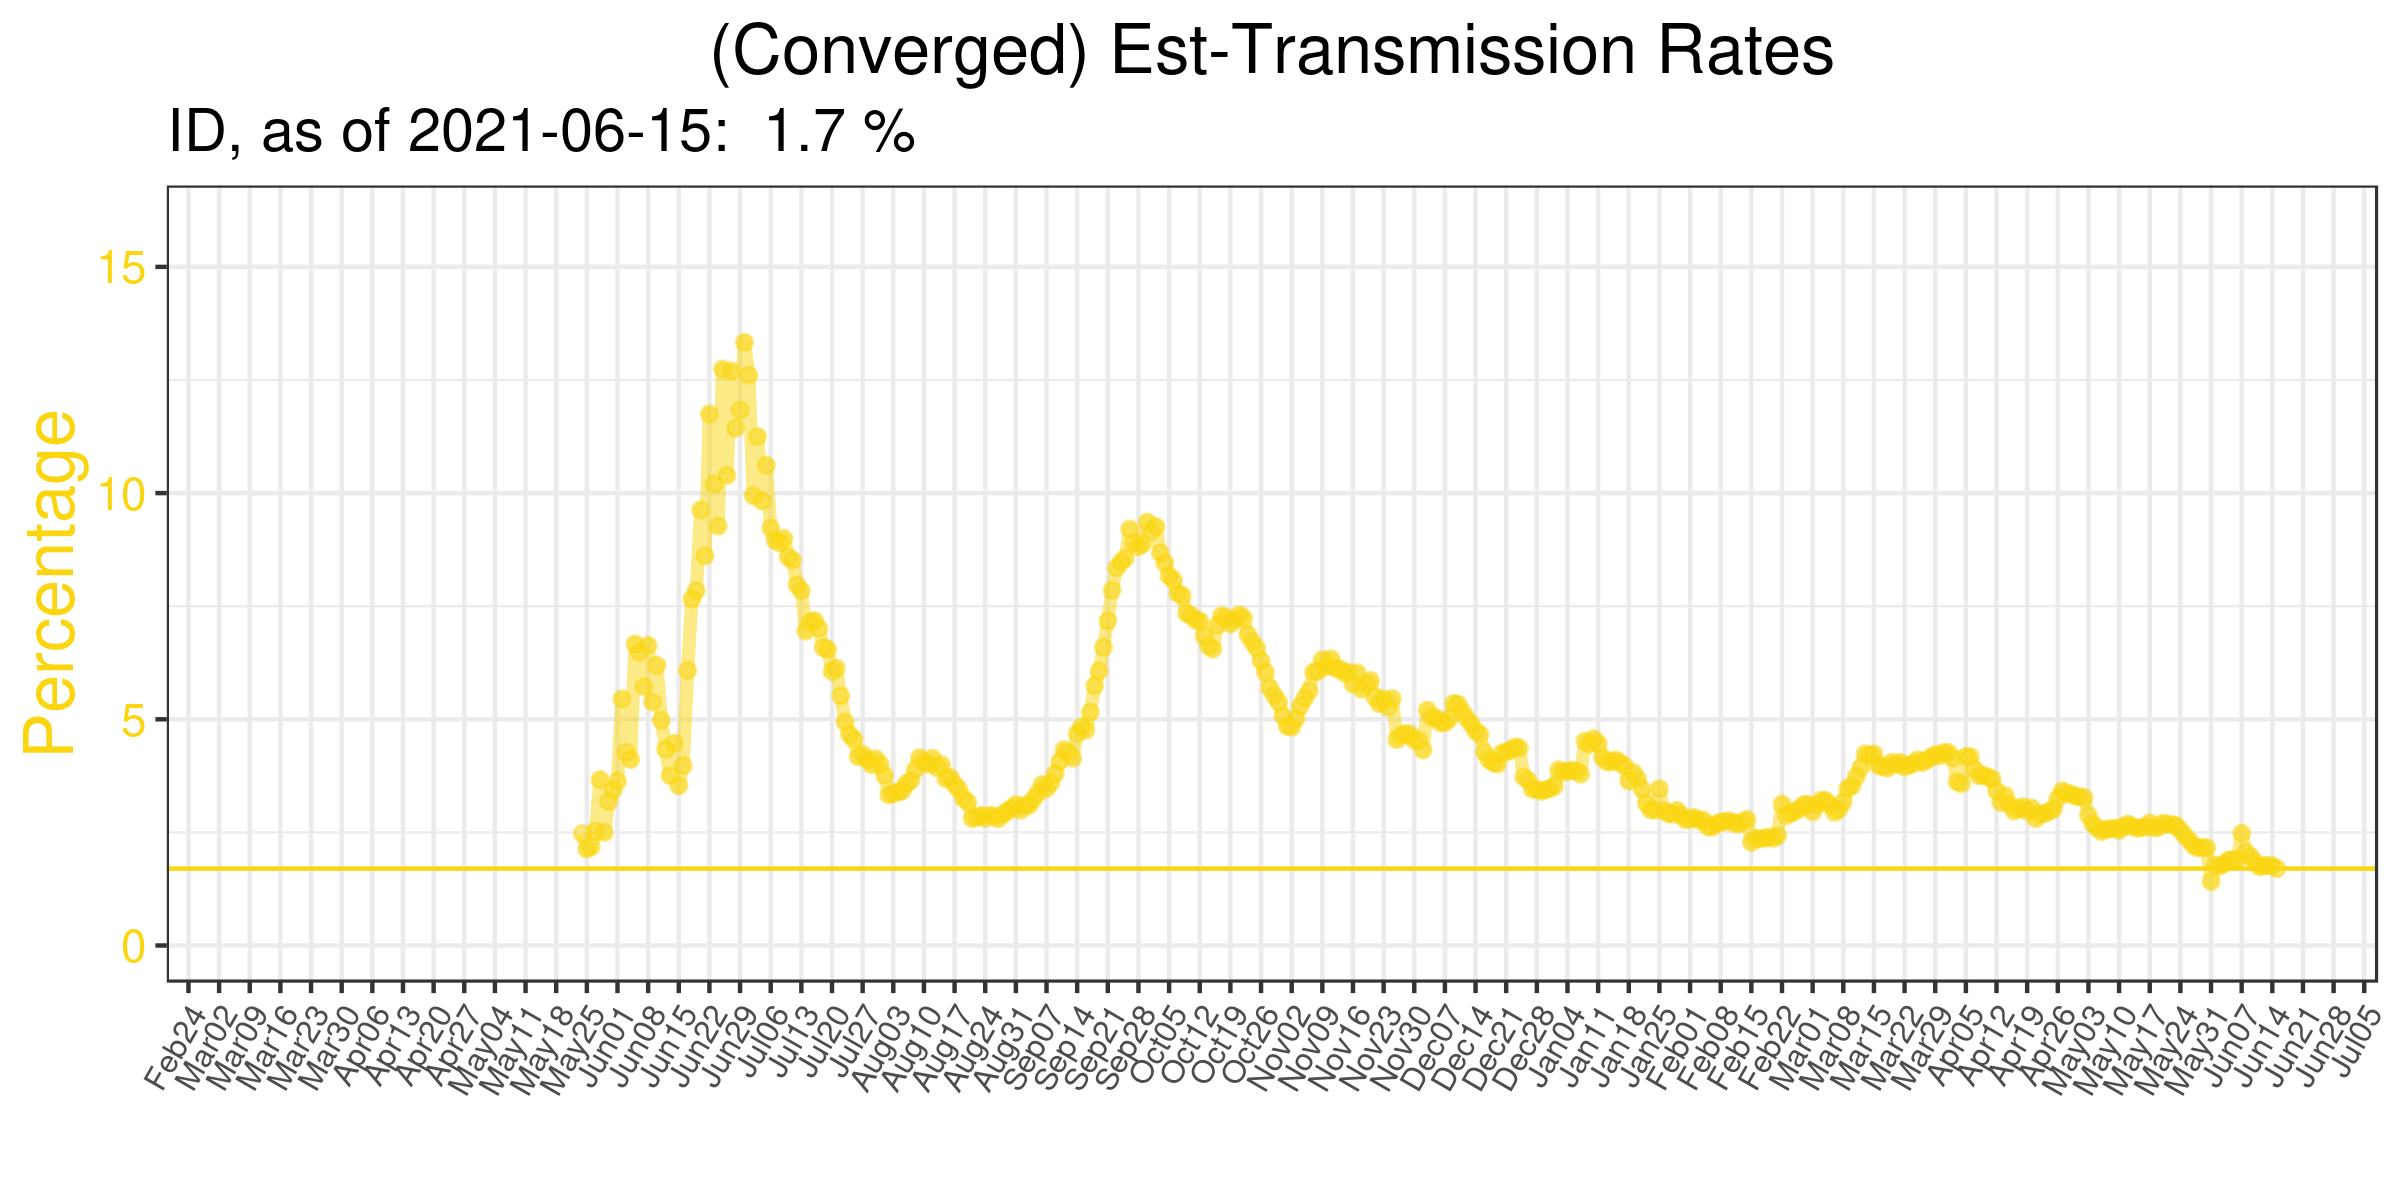 (Converged) Est-Transmission Rates
ID, as of 2021-06-15:  1.7 %
Percentage
15
10
5
0
Feb24
Mar02
Mar09
Mar16
Mar23
Mar30
Apr06
Apr13
Apr20
Apr27
May04
May11
May18
May25
Jun01
Jun08
Jun15
Jun22
Jun29
Jul06
Jul13
Jul20
Jul27
Aug03
Aug10
Aug17
Aug24
Aug31
Sep07
Sep14
Sep21
Sep28
Oct05
Oct12
Oct19
Oct26
Nov02
Nov09
Nov16
Nov23
Nov30
Dec07
Dec14
Dec21
Dec28
Jan04
Jan11
Jan18
Jan25
Feb01
Feb08
Feb15
Feb22
Mar01
Mar08
Mar15
Mar22
Mar29
Apr05
Apr12
Apr19
Apr26
May03
May10
May17
May24
May31
Jun07
Jun14
Jun21
Jun28
Jul05